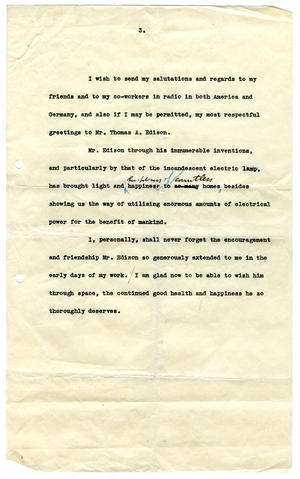 3.
I wish to send my salutations and regards to my
friends and to my co-workers in radio in both America and
Germany, and also if I may be permitted, my most respectful
greetings to Mr. Thomas A. Edison.
Mr. Edison through his innumerable inventions,
and particularly by that of the incandescent electric lamp,
of countless
has brought light and happiness to so many homes besides
showing us the way of utilizing enormous amounts of electrical
power for the benefit of mankind.
I, personally, shall never forget the encouragement
and friendship Mr. Edison so generously extended to me in the
early days of my work. I am glad now to be able to wish him
through space, the continued good health and happiness he so
thoroughly deserves.